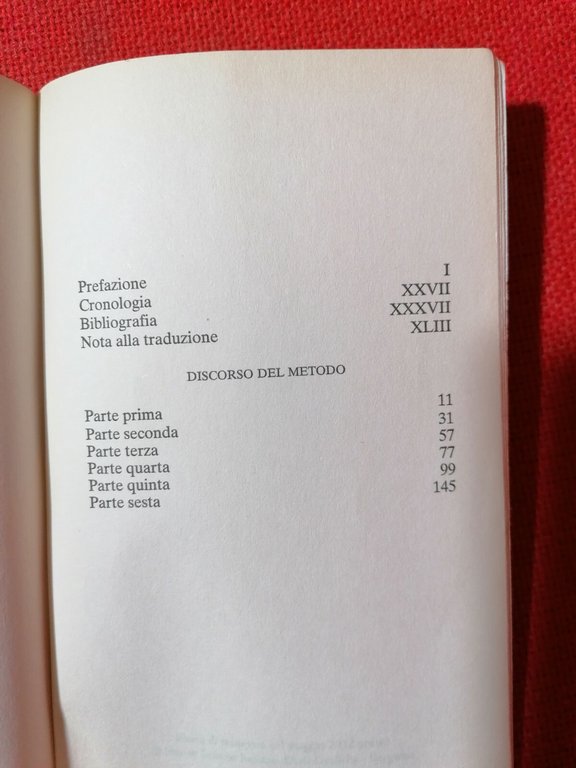 Prefazione I
Cronologia XXVII
Bibliografia XXXVII
Nota alla traduzione XLIII
DISCORSO DEL METODO
Parte prima 11
Parte seconda 31
Parte terza 57
Parte quarta 77
Parte quinta 99
Parte sesta 145